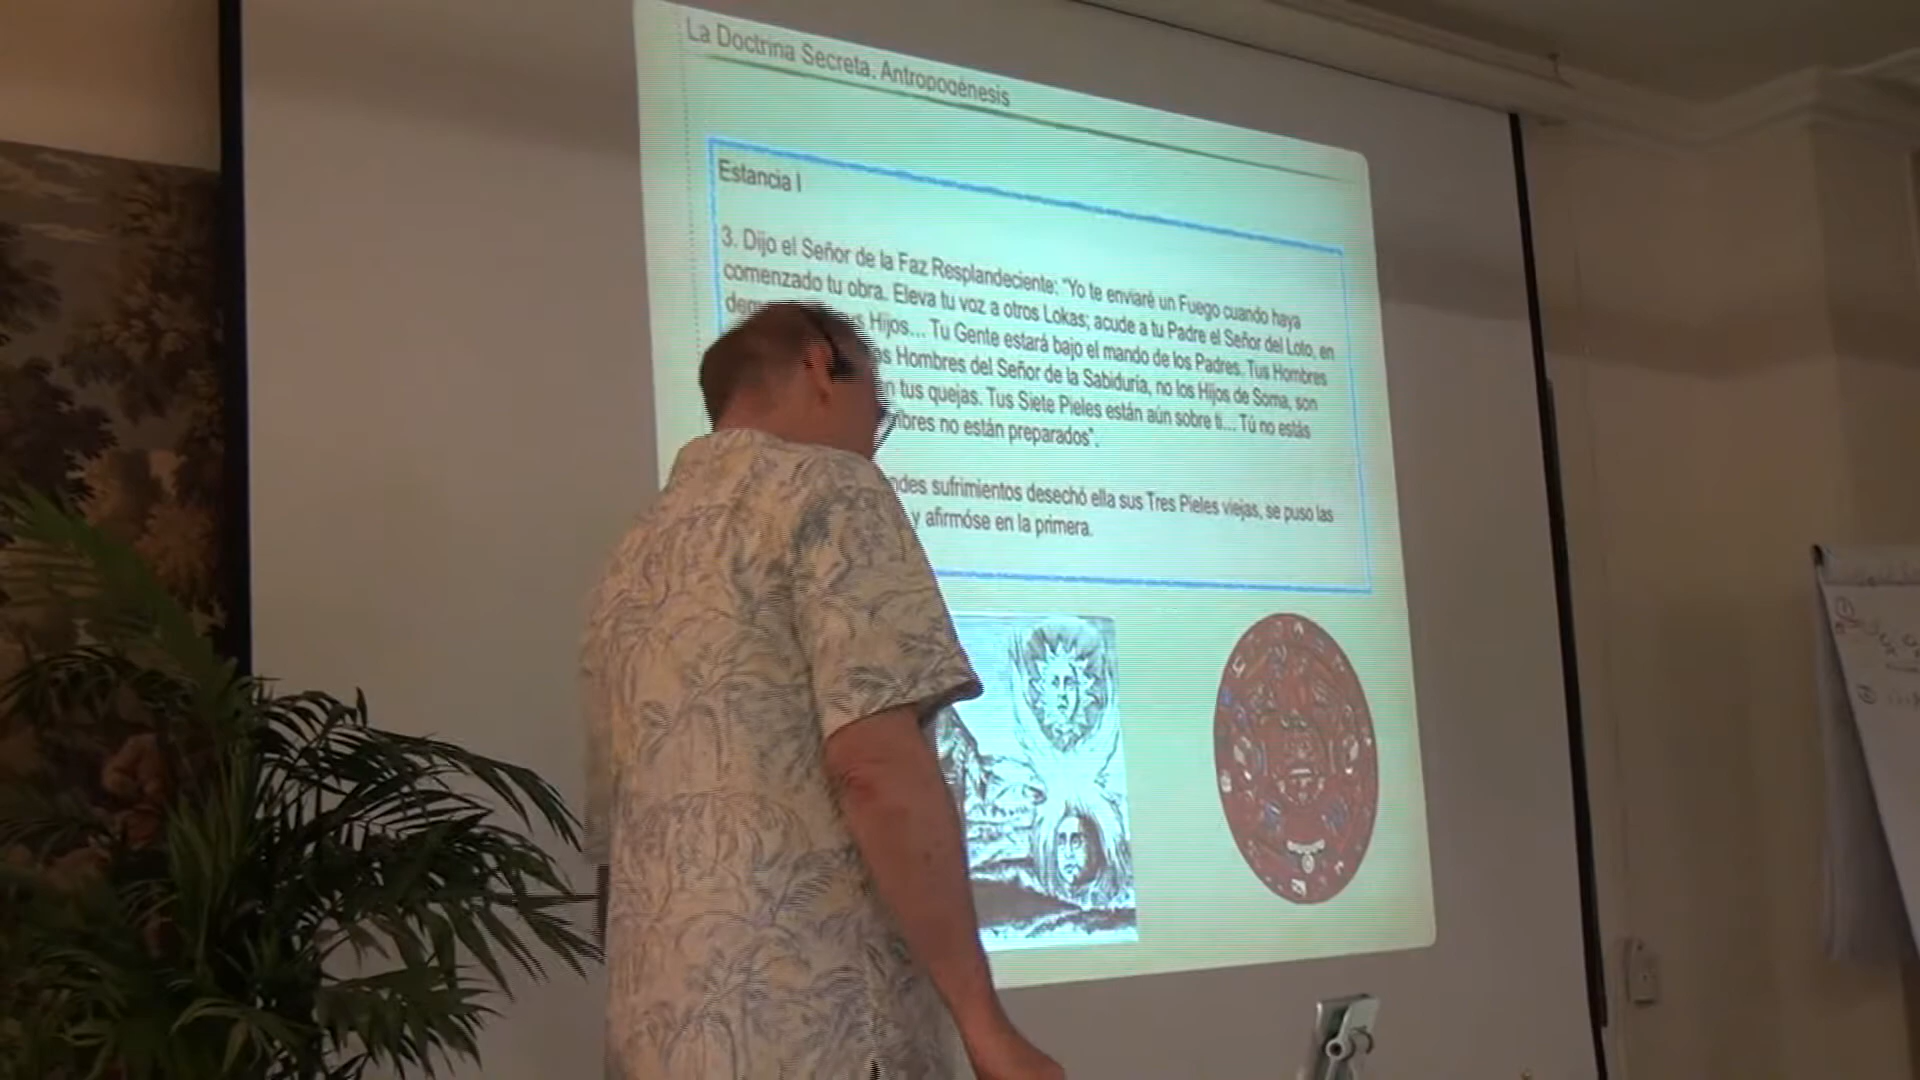 La Doctrina Secreta. Antropogénesis
Estancia I
3. Dijo el Señor de la Faz Resplandeciente: "Yo te enviaré un Fuego cuando haya
comenzado tu obra. Eleva tu voz a otros Lokas; acude a tu Padre el Señor del Loto, en
Hijos... Tu Gente estará bajo el mando de los Padres. Tus Hombres
Hombres del Señor de la Sabiduría, no los Hijos de Soma, son
tus quejas. Tus Siete Pieles están aún sobre ti... Tú no estás
no están preparados".
sufrimientos desechó ella sus Tres Pieles viejas, se puso las
y afirmóse en la primera.